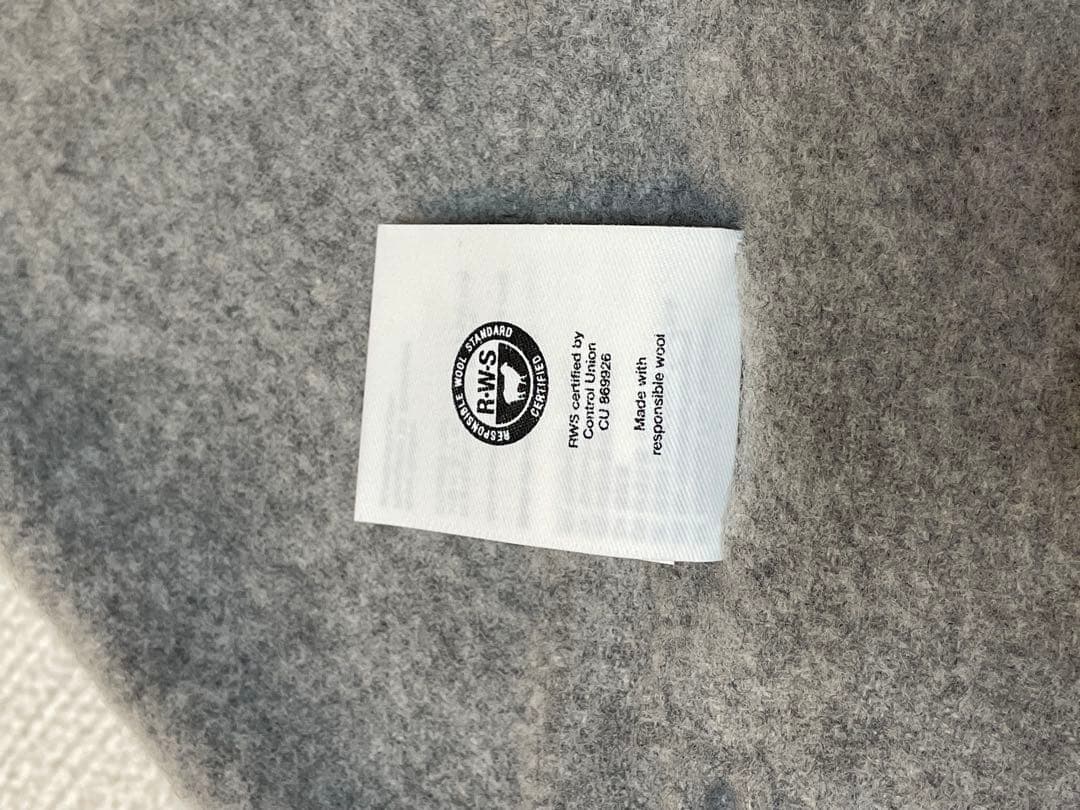 RESPONSIBLE WOOL STANDARD
R·W·S
CERTIFIED
RWS certified by
Control Union
CU 869926
Made with
responsible wool